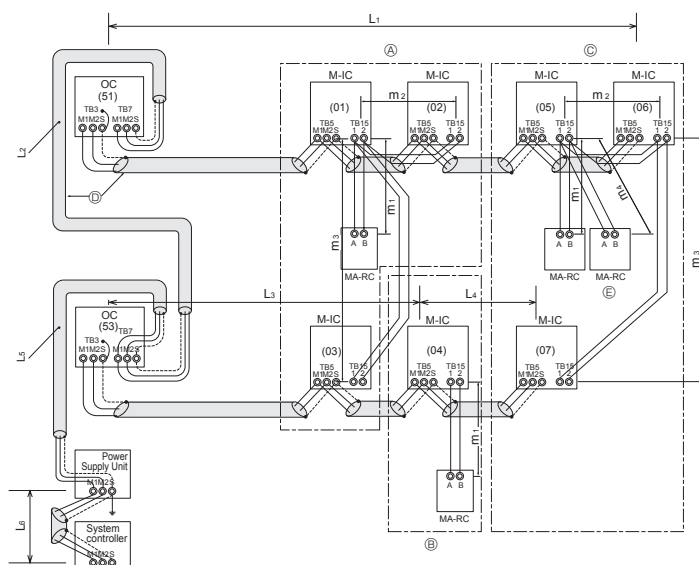 L1
A
C
M-IC
M-IC
M-IC
M-IC
OC
(51)
TB3
TB7
M1M2S
M1M2S
(01)
m2
(02)
(05)
m2
(06)
TB5
M1M2S
TB15
1 2
TB5
M1M2S
TB15
1 2
TB5
M1M2S
TB15
1 2
TB5
M1M2S
TB15
1 2
L2
D
m1
m3
m1
m4
m3
A B
MA-RC
A B
MA-RC
A B
MA-RC
E
L3
L4
OC
(53)
TB3
TB7
M1M2S
M1M2S
M-IC
(03)
TB5
M1M2S
TB15
1 2
M-IC
(04)
TB5
M1M2S
TB15
1 2
M-IC
(07)
TB5
M1M2S
TB15
1 2
L5
m1
A B
MA-RC
B
Power
Supply Unit
M1M2S
L6
System
controller
M1M2S